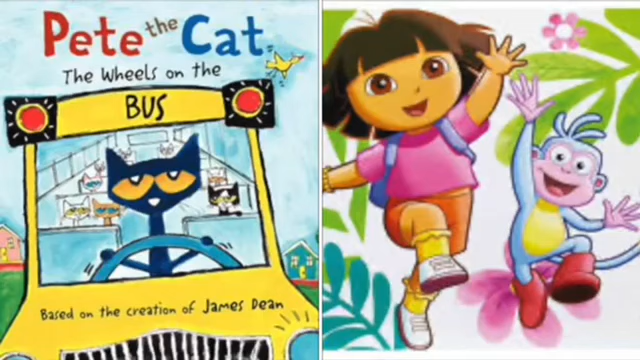 Pete the Cat
The Wheels on the
BUS
Based on the creation of James Dean